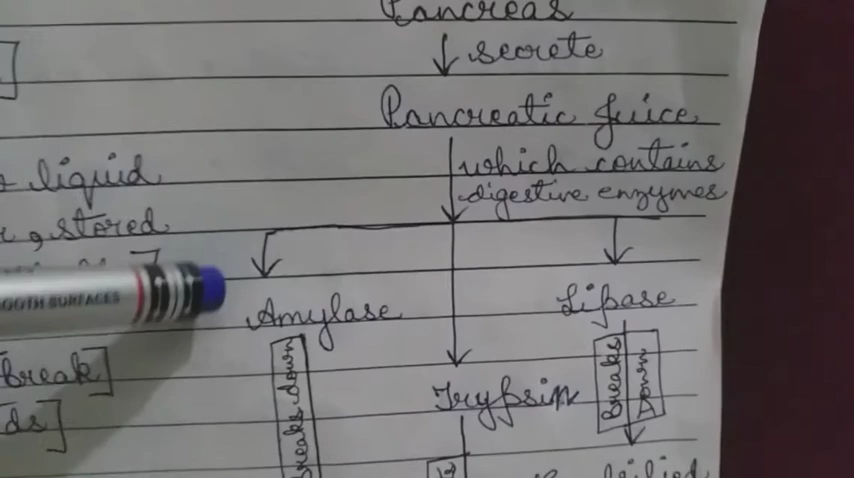 Pancreas
secrete
Pancreatic Juice
which contains
liquid
digestive enzymes
stored
OOTH SURFACES
Amylase
Lipase
[break]
Breaks Down
Breaks down
Trypsin
ds]